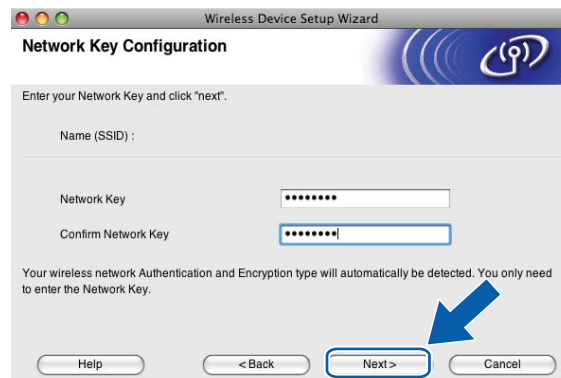 Wireless Device Setup Wizard
Network Key Configuration
Enter your Network Key and click "next".
Name (SSID) :
Network Key ••••••••
Confirm Network Key ••••••••
Your wireless network Authentication and Encryption type will automatically be detected. You only need
to enter the Network Key.
Help < Back Next > Cancel